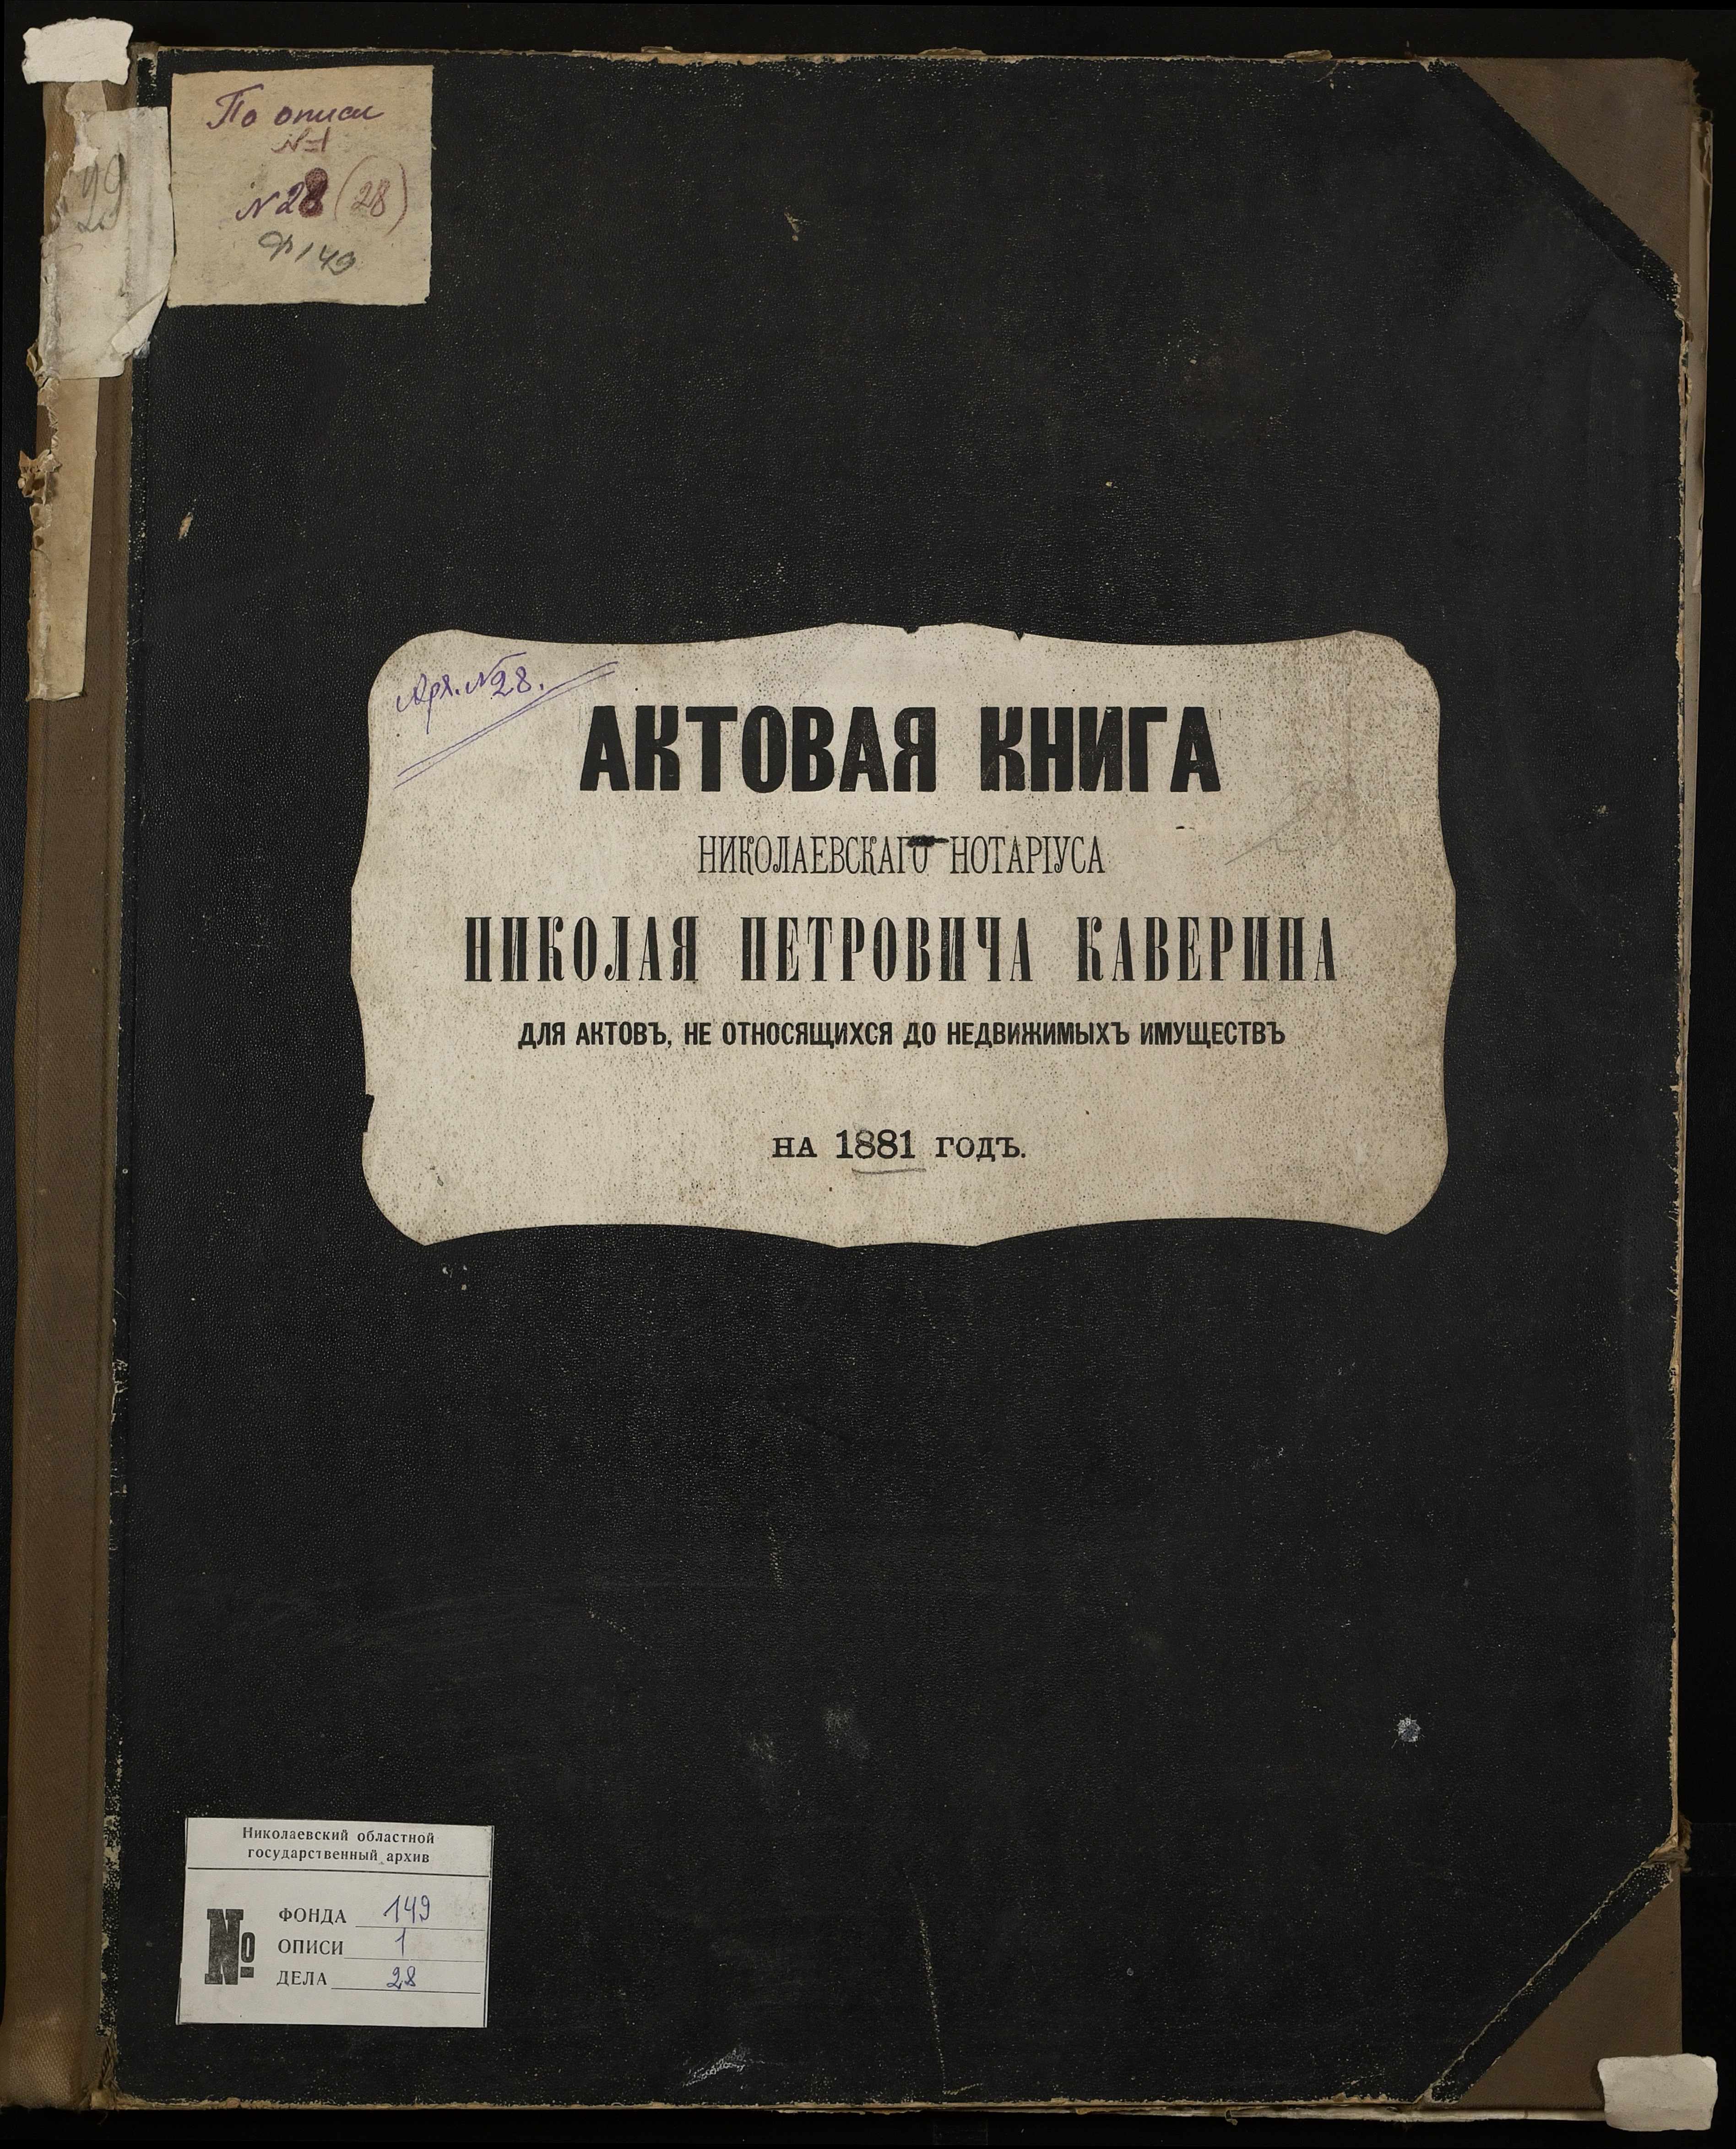 По описи
№1
№28 (28)
Ф 149
29
Арх. №28.
АКТОВАЯ КНИГА
НИКОЛАЕВСКАГО НОТАРІУСА
НИКОЛАЯ ПЕТРОВИЧА КАВЕРИНА
ДЛЯ АКТОВЪ, НЕ ОТНОСЯЩИХСЯ ДО НЕДВИЖИМЫХЪ ИМУЩЕСТВЪ
НА 1881 ГОДЪ.
Николаевский областной
государственный архив
№
ФОНДА 149
ОПИСИ 1
ДЕЛА 28